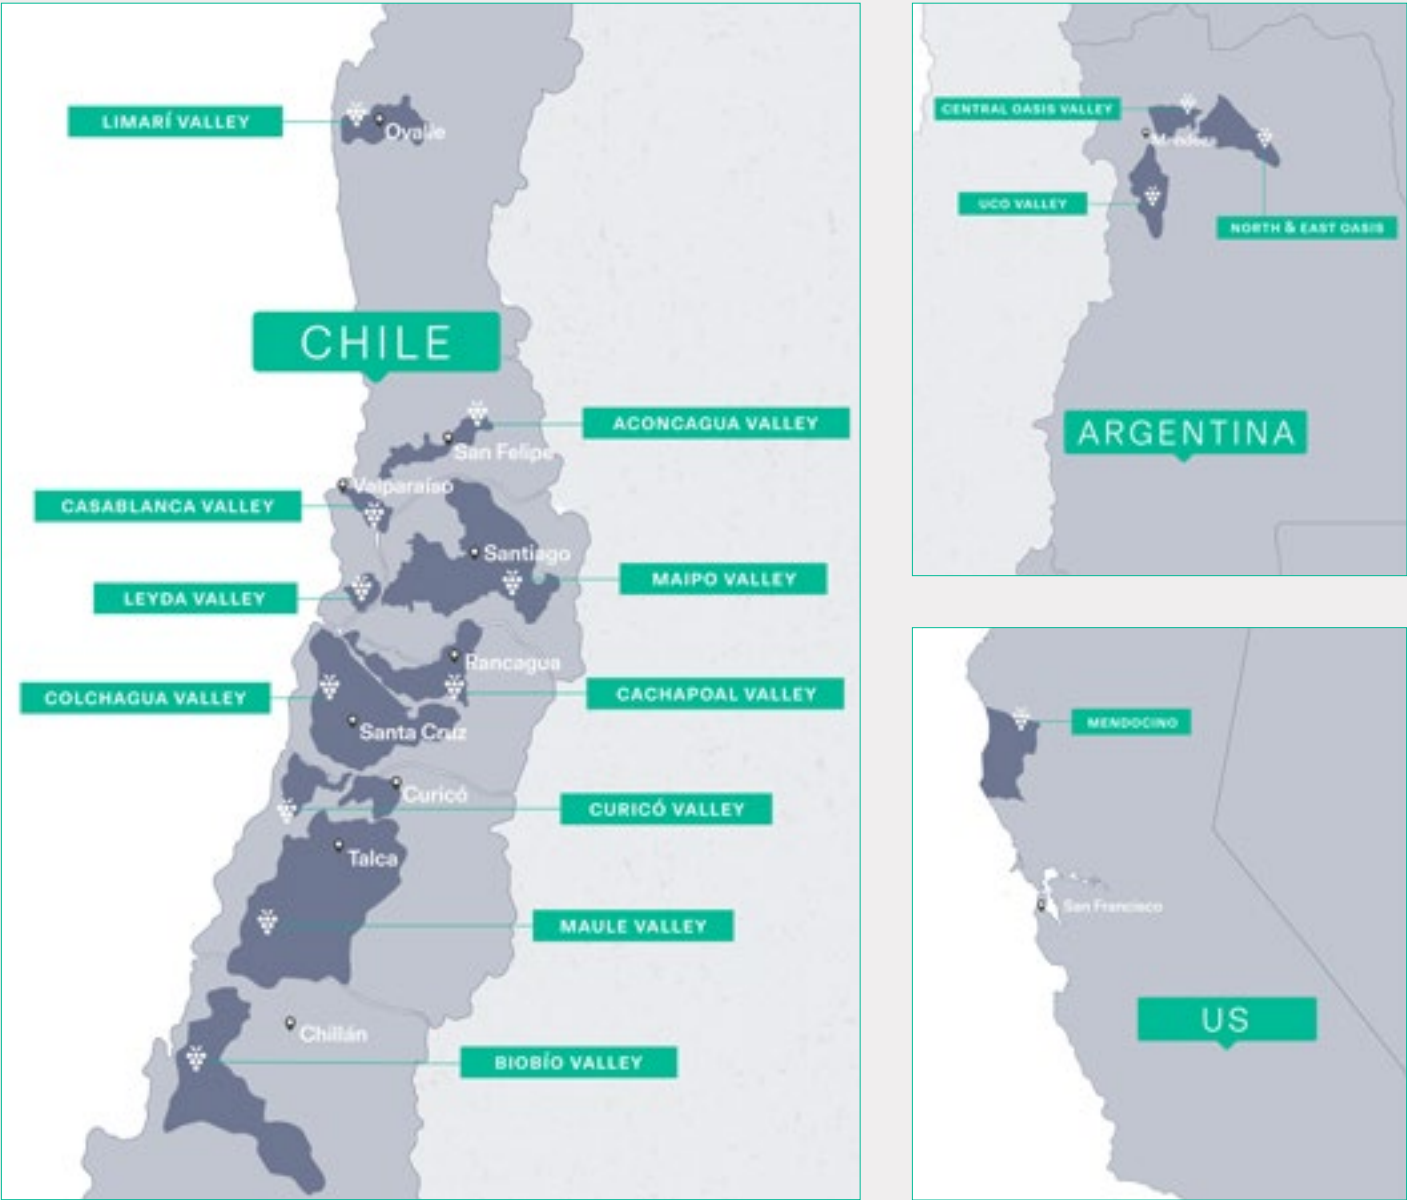 LIMARÍ VALLEY
Ovalle
CHILE
ACONCAGUA VALLEY
San Felipe
Valparaíso
CASABLANCA VALLEY
Santiago
MAIPO VALLEY
LEYDA VALLEY
Rancagua
COLCHAGUA VALLEY
CACHAPOAL VALLEY
Santa Cruz
Curicó
CURICÓ VALLEY
Talca
MAULE VALLEY
Chillán
BIOBÍO VALLEY
CENTRAL OASIS VALLEY
Mendoza
UCO VALLEY
NORTH & EAST OASIS
ARGENTINA
MENDOCINO
San Francisco
US